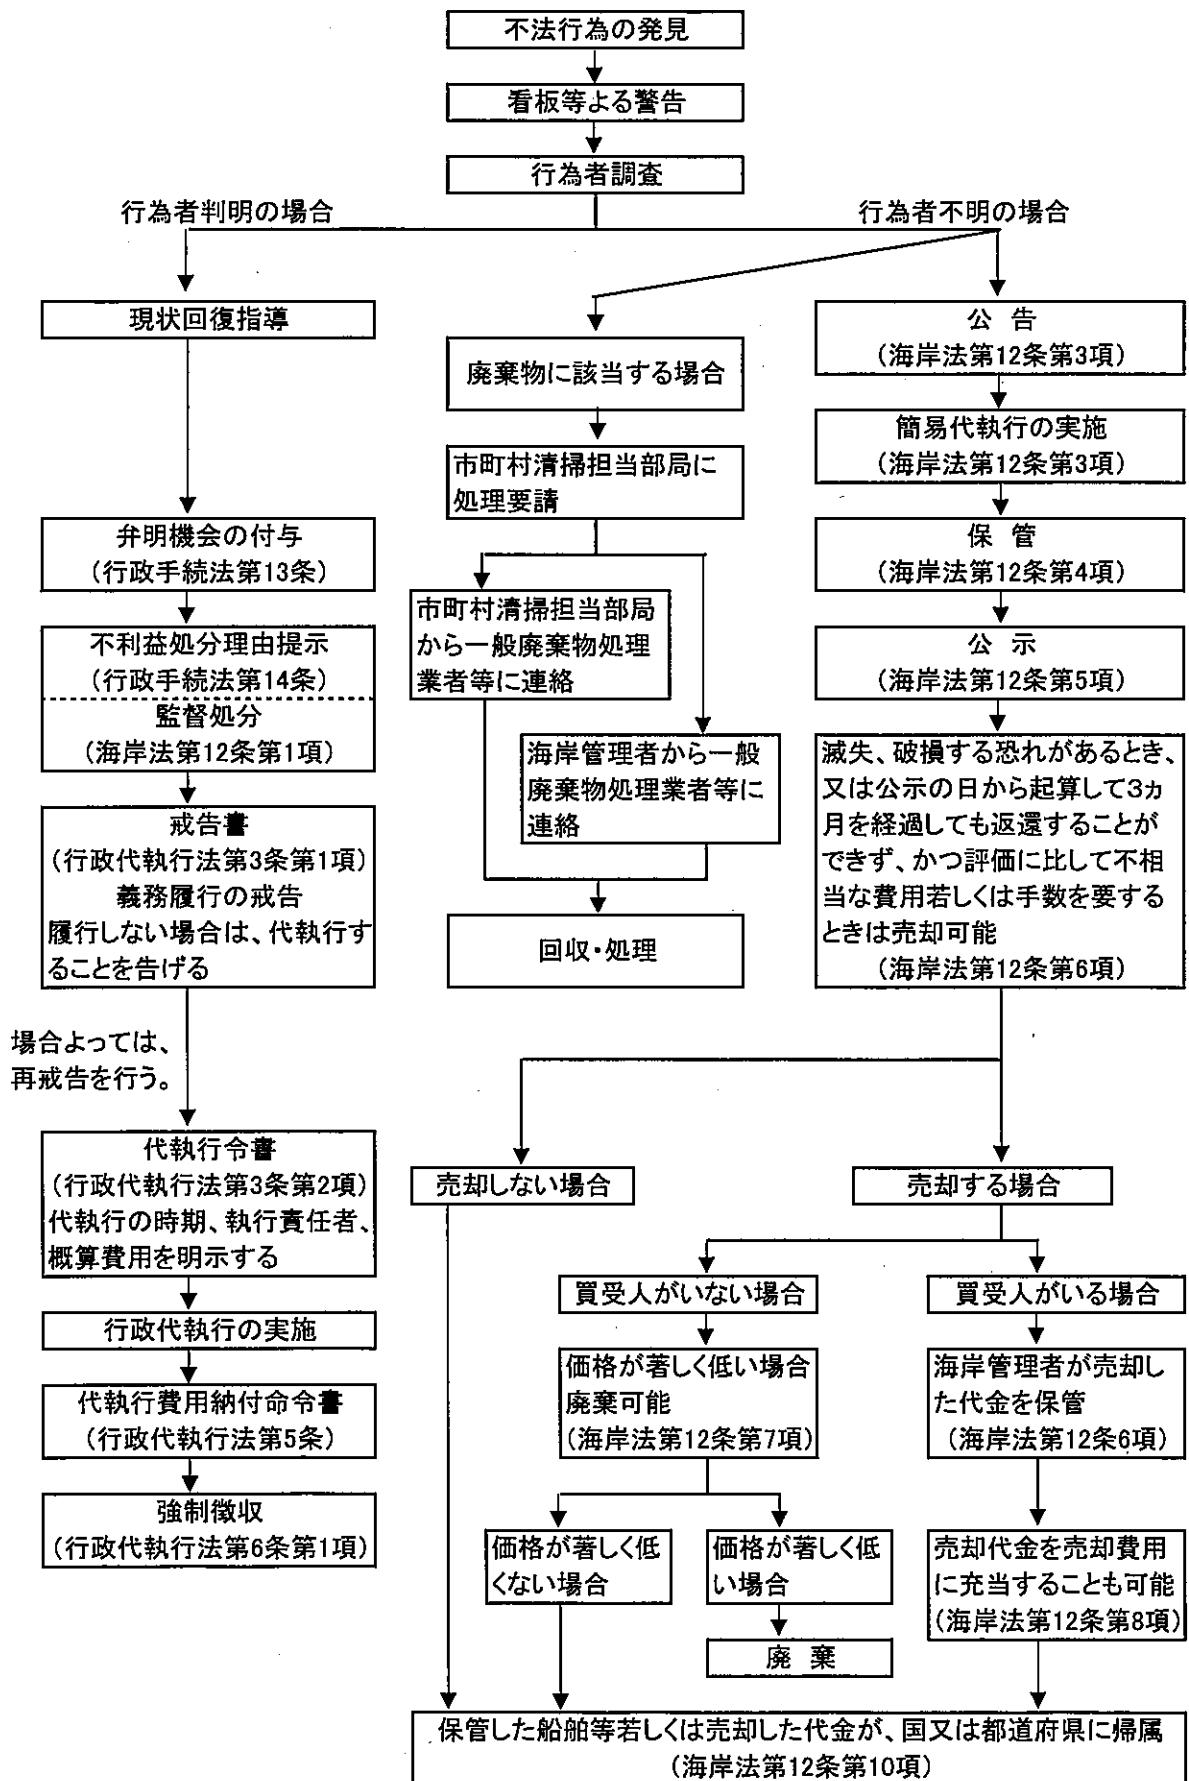 不法行為の発見
看板等よる警告
行為者調査
行為者判明の場合
行為者不明の場合
現状回復指導
弁明機会の付与
(行政手続法第13条)
不利益処分理由提示
(行政手続法第14条)
監督処分
(海岸法第12条第1項)
戒告書
(行政代執行法第3条第1項)
義務履行の戒告
履行しない場合は、代執行す
ることを告げる
場合よっては、
再戒告を行う。
代執行令書
(行政代執行法第3条第2項)
代執行の時期、執行責任者、
概算費用を明示する
行政代執行の実施
代執行費用納付命令書
(行政代執行法第5条)
強制徴収
(行政代執行法第6条第1項)
廃棄物に該当する場合
市町村清掃担当部局に
処理要請
市町村清掃担当部局
から一般廃棄物処理
業者等に連絡
海岸管理者から一般
廃棄物処理業者等に
連絡
回収・処理
公 告
(海岸法第12条第3項)
簡易代執行の実施
(海岸法第12条第3項)
保 管
(海岸法第12条第4項)
公 示
(海岸法第12条第5項)
滅失、破損する恐れがあるとき、
又は公示の日から起算して3ヵ
月を経過しても返還することが
できず、かつ評価に比して不相
当な費用若しくは手数を要する
ときは売却可能
(海岸法第12条第6項)
売却しない場合
売却する場合
買受人がいない場合
買受人がいる場合
価格が著しく低い場合
廃棄可能
(海岸法第12条第7項)
海岸管理者が売却し
た代金を保管
(海岸法第12条6項)
価格が著しく低
くない場合
価格が著しく低
い場合
廃 棄
売却代金を売却費用
に充当することも可能
(海岸法第12条第8項)
保管した船舶等若しくは売却した代金が、国又は都道府県に帰属
(海岸法第12条第10項)